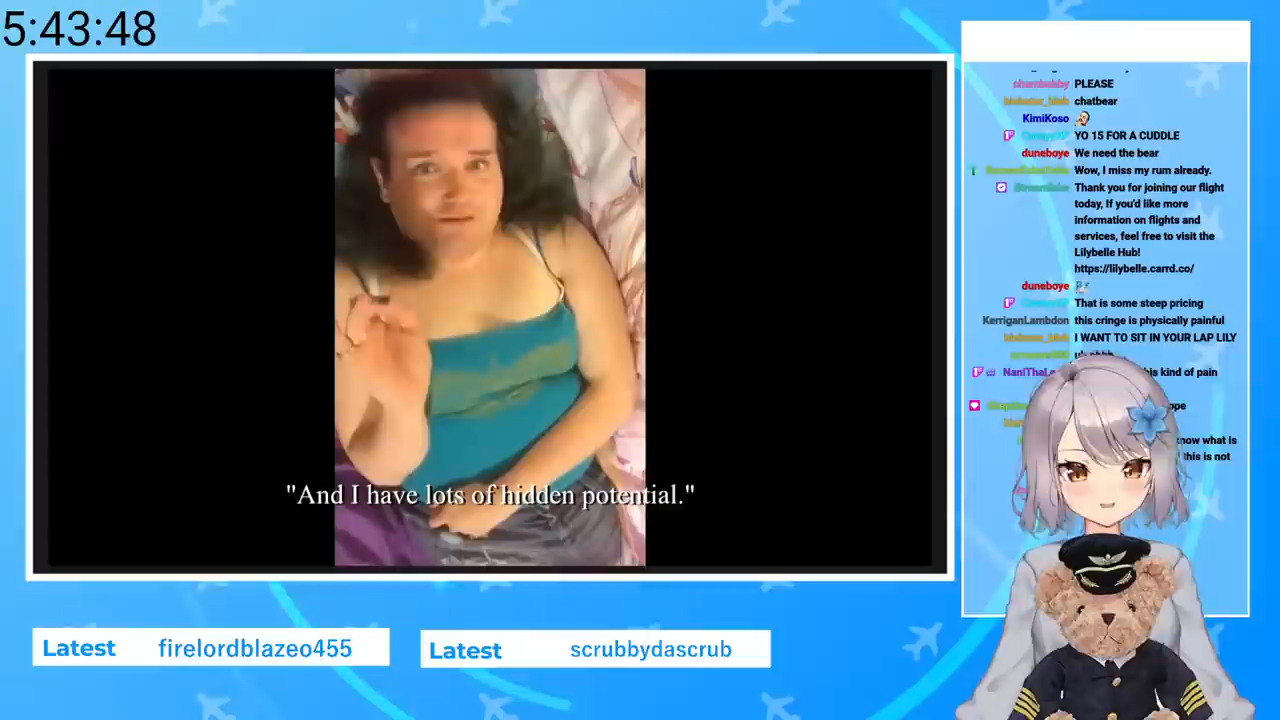 5:43:48
PLEASE
chatbear
KimiKoso
YO 15 FOR A CUDDLE
duneboye We need the bear
Wow, I miss my rum already.
Thank you for joining our flight
today, If you'd like more
information on flights and
services, feel free to visit the
Lilybelle Hub!
https://lilybelle.carrd.co/
duneboye
That is some steep pricing
KerriganLambdon this cringe is physically painful
I WANT TO SIT IN YOUR LAP LILY
kind of pain
know what is
this is not
"And I have lots of hidden potential."
Latest firelordblazeo455
Latest scrubbydascrub